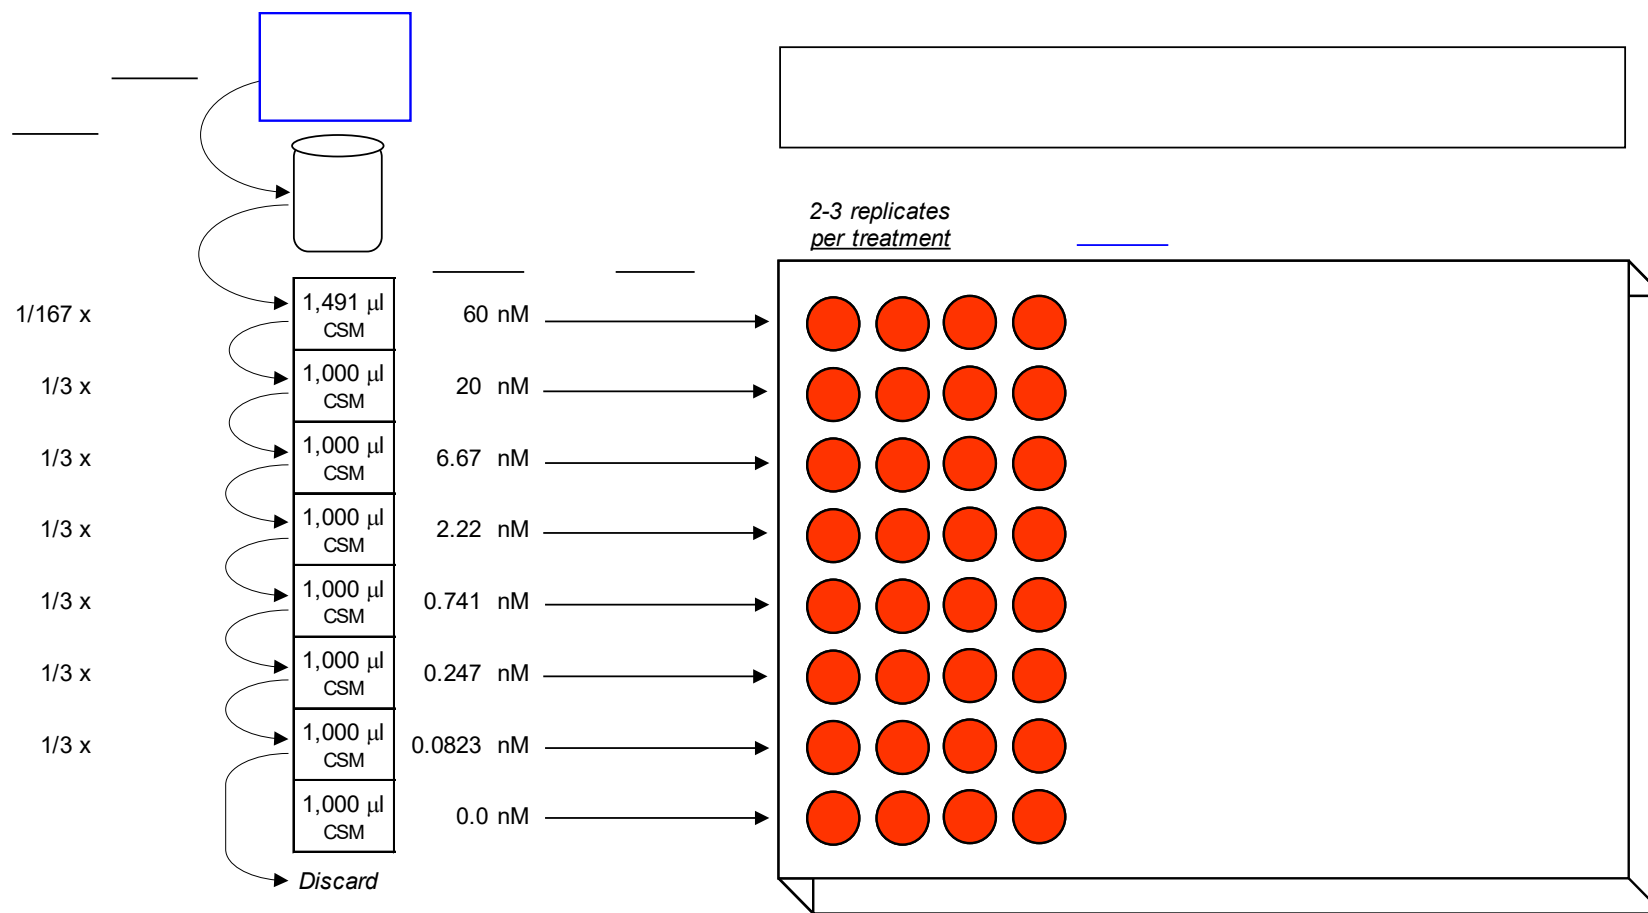 2-3 replicates
per treatment
1/167 x 1,491 µl CSM 60 nM
1/3 x 1,000 µl CSM 20 nM
1/3 x 1,000 µl CSM 6.67 nM
1/3 x 1,000 µl CSM 2.22 nM
1/3 x 1,000 µl CSM 0.741 nM
1/3 x 1,000 µl CSM 0.247 nM
1/3 x 1,000 µl CSM 0.0823 nM
1,000 µl CSM 0.0 nM
Discard